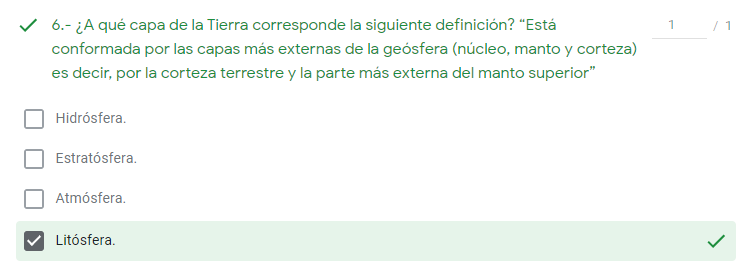 6.- ¿A qué capa de la Tierra corresponde la siguiente definición? “Está
1 / 1
conformada por las capas más externas de la geósfera (núcleo, manto y corteza)
es decir, por la corteza terrestre y la parte más externa del manto superior”
Hidrósfera.
Estratósfera.
Atmósfera.
Litósfera.